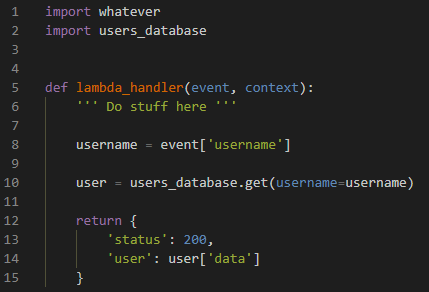 1 import whatever
2 import users_database
3
4
5 def lambda_handler(event, context):
6     ''' Do stuff here '''
7
8     username = event['username']
9
10     user = users_database.get(username=username)
11
12     return {
13         'status': 200,
14         'user': user['data']
15     }